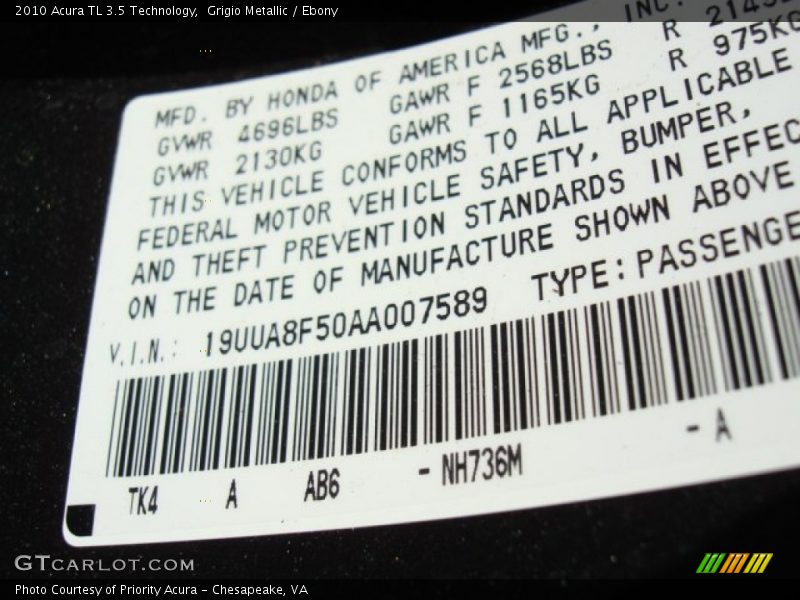 2010 Acura TL 3.5 Technology,  Grigio Metallic / Ebony
MFD. BY HONDA OF AMERICA MFG., INC.
GVWR 4696LBS GAWR F 2568LBS R
GVWR 2130KG GAWR F 1165KG R 975KG
THIS VEHICLE CONFORMS TO ALL APPLICABLE
FEDERAL MOTOR VEHICLE SAFETY, BUMPER,
AND THEFT PREVENTION STANDARDS IN EFFEC
ON THE DATE OF MANUFACTURE SHOWN ABOVE
V.I.N.: 19UUA8F50AA007589 TYPE: PASSENGE
TK4 A AB6 - NH736M - A
GTCARLOT.COM
Photo Courtesy of Priority Acura – Chesapeake, VA